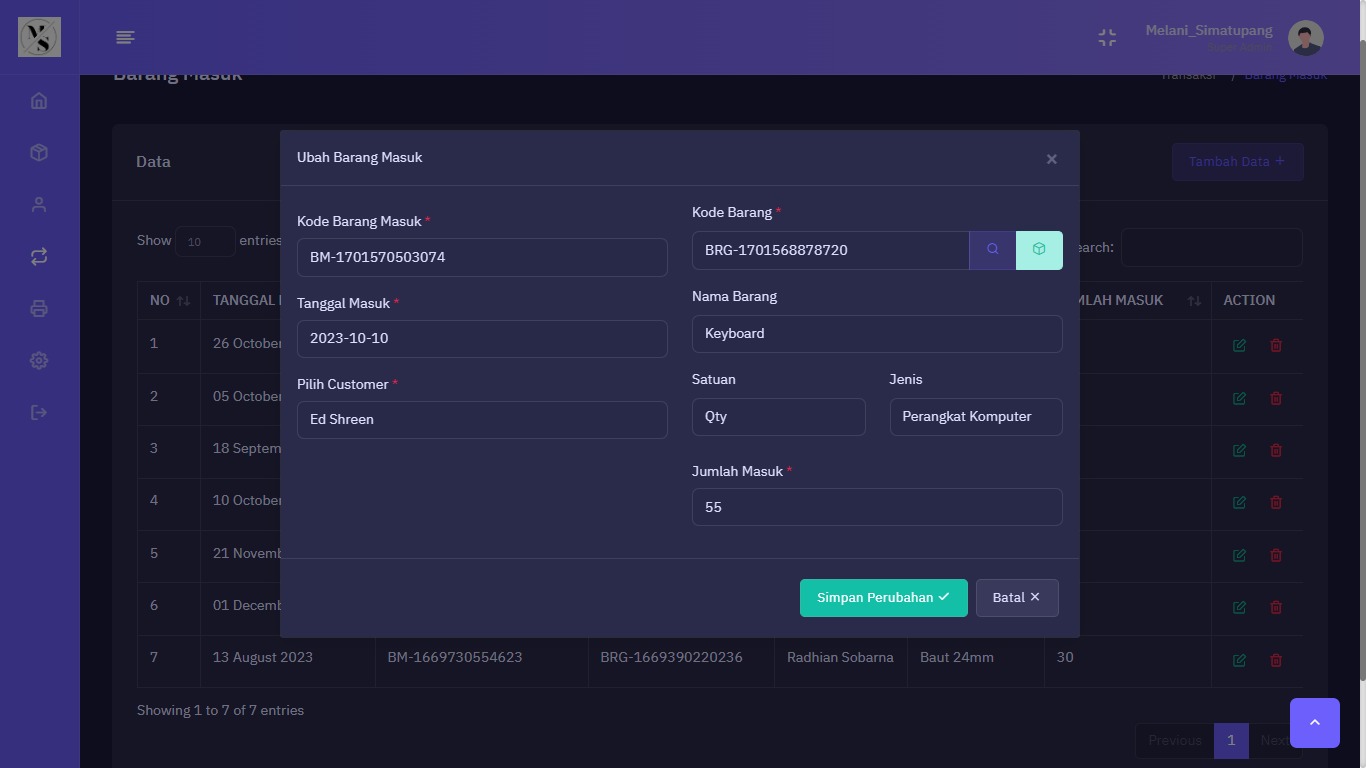 VS
Melani_Simatupang
Barang Masuk
Transaksi / Barang Masuk
Data
Tambah Data +
Show 10 entries
Search:
NO
TANGGAL
JUMLAH MASUK
ACTION
1
26 October
2
05 October
3
18 Septem
4
10 October
5
21 Novemb
6
01 Decemb
7 13 August 2023 BM-1669730554623 BRG-1669390220236 Radhian Sobarna Baut 24mm 30
Showing 1 to 7 of 7 entries
Previous 1 Next
Ubah Barang Masuk ×
Kode Barang Masuk *
BM-1701570503074
Tanggal Masuk *
2023-10-10
Pilih Customer *
Ed Shreen
Kode Barang *
BRG-1701568878720
Nama Barang
Keyboard
Satuan
Qty
Jenis
Perangkat Komputer
Jumlah Masuk *
55
Simpan Perubahan ✓
Batal ×